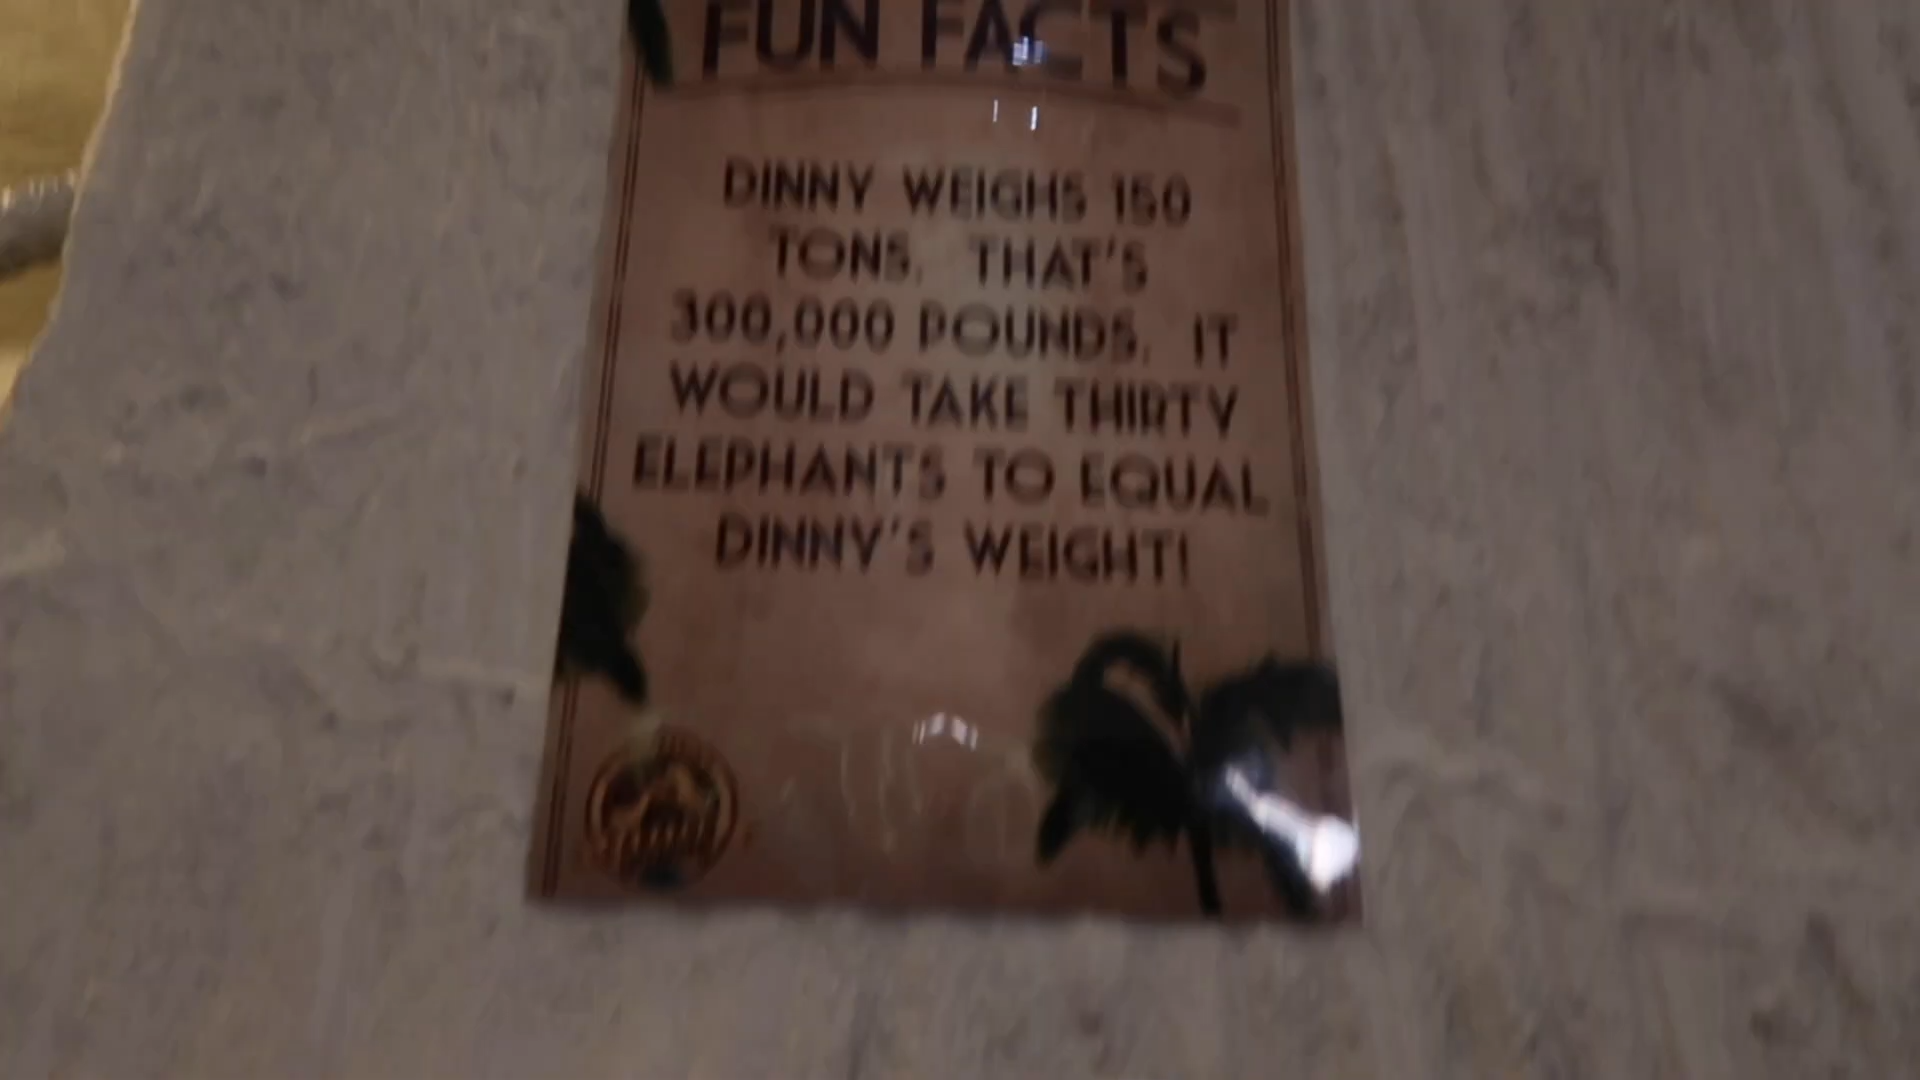 FUN FACTS
DINNY WEIGHS 150
TONS. THAT'S
300,000 POUNDS. IT
WOULD TAKE THIRTY
ELEPHANTS TO EQUAL
DINNY'S WEIGHT!